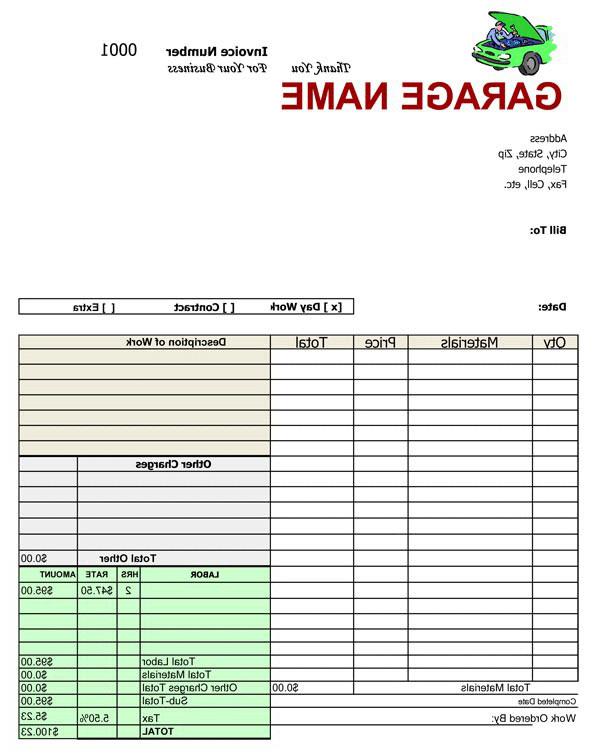 Invoice Number 0001
Thank You For Your Business
GARAGE NAME
Address
City, State, Zip
Telephone
Fax, Cell, etc.
Bill To:
Date: [x] Day Work [ ] Contract [ ] Extra
Qty Materials Price Total Description of Work
Other Charges
Total Other $0.00
LABOR HRS RATE AMOUNT
2 $47.50 $95.00
Total Labor $95.00
Total Materials $0.00
Total Materials $0.00 Other Charges Total $0.00
Completed Date Sub-Total $95.00
Work Ordered By: Tax 5.50% $5.23
TOTAL $100.23